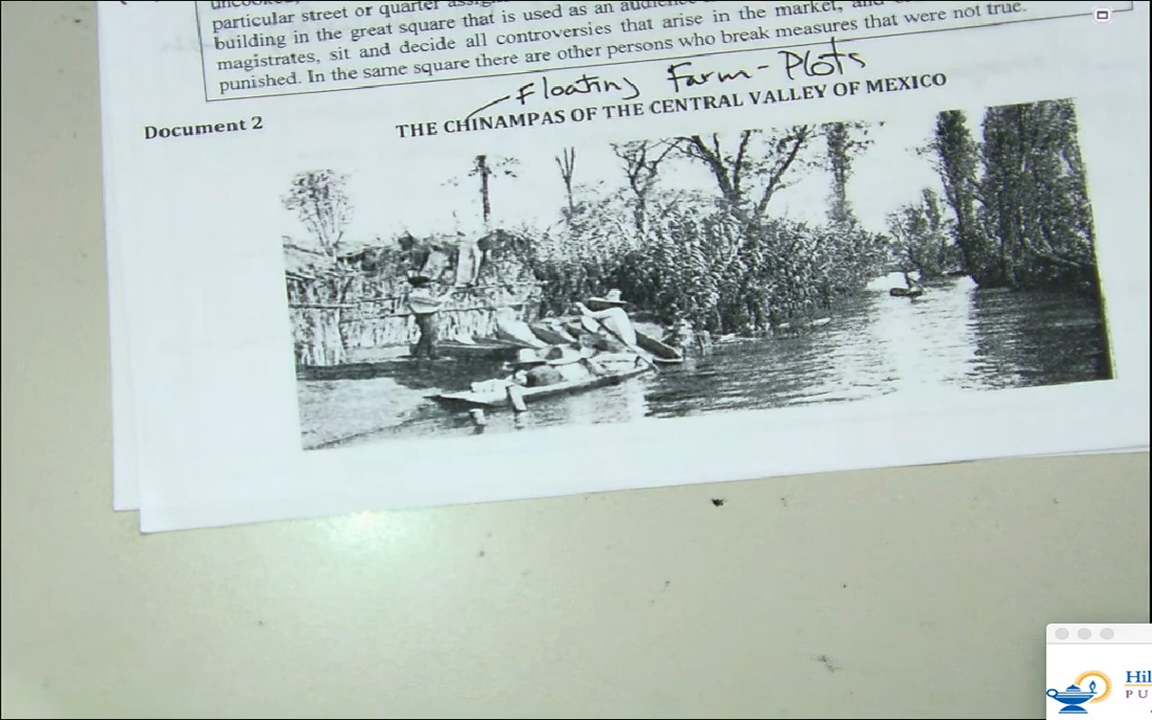 particular street or quarter
building in the great square that is used as an
magistrates, sit and decide all controversies that arise in the market,
punished. In the same square there are other persons who break measures that were not true.
Floating Farm-Plots
Document 2
THE CHINAMPAS OF THE CENTRAL VALLEY OF MEXICO
Hil
PU